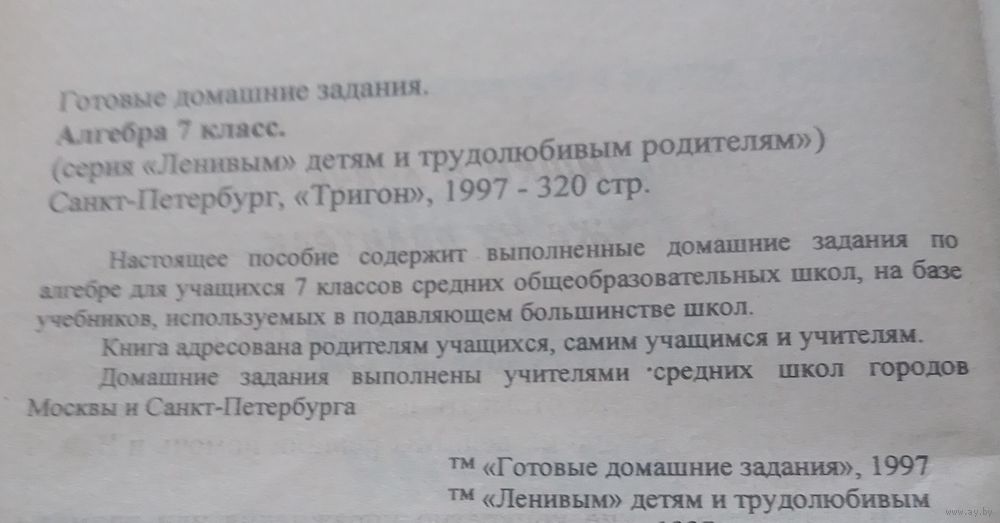 Готовые домашние задания.
Алгебра 7 класс.
(серия «Ленивым» детям и трудолюбивым родителям»)
Санкт-Петербург, «Тригон», 1997 - 320 стр.
Настоящее пособие содержит выполненные домашние задания по
алгебре для учащихся 7 классов средних общеобразовательных школ, на базе
учебников, используемых в подавляющем большинстве школ.
Книга адресована родителям учащихся, самим учащимся и учителям.
Домашние задания выполнены учителями средних школ городов
Москвы и Санкт-Петербурга
™ «Готовые домашние задания», 1997
™ «Ленивым» детям и трудолюбивым
www.ay.by